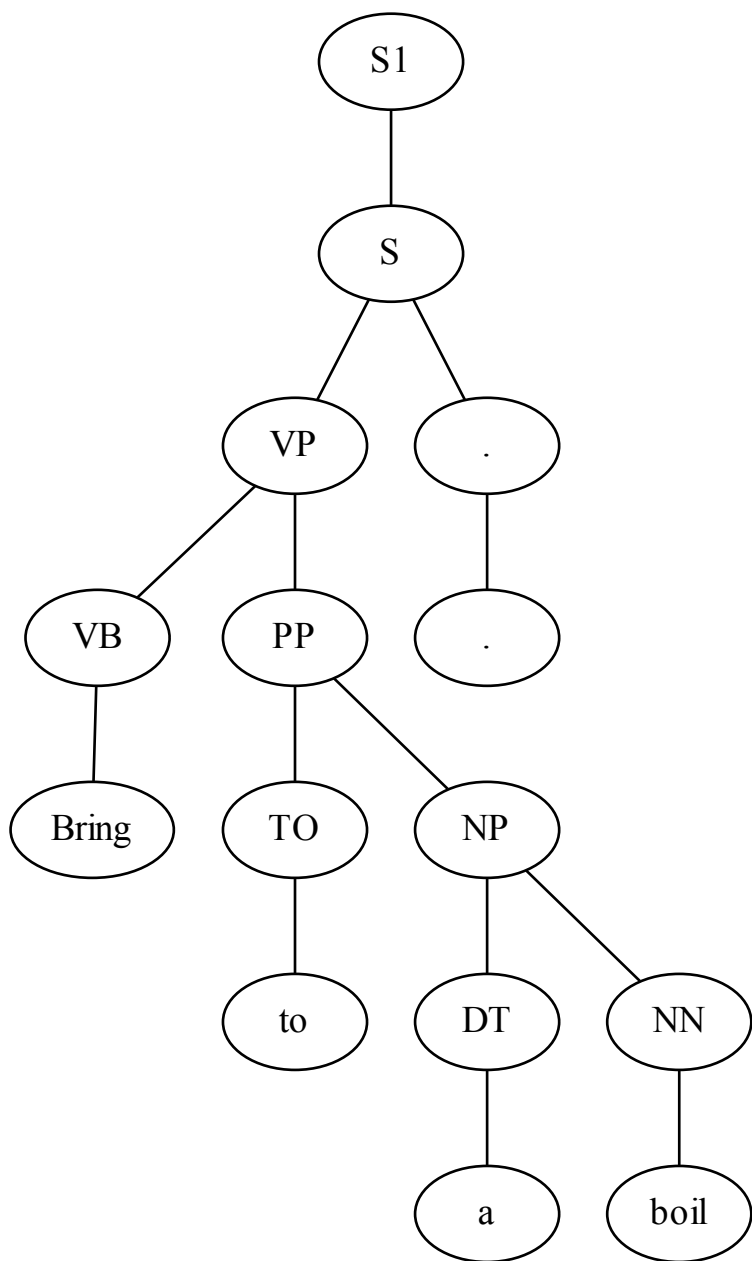 S1
S
VP .
VB PP .
Bring TO NP
to DT NN
a boil